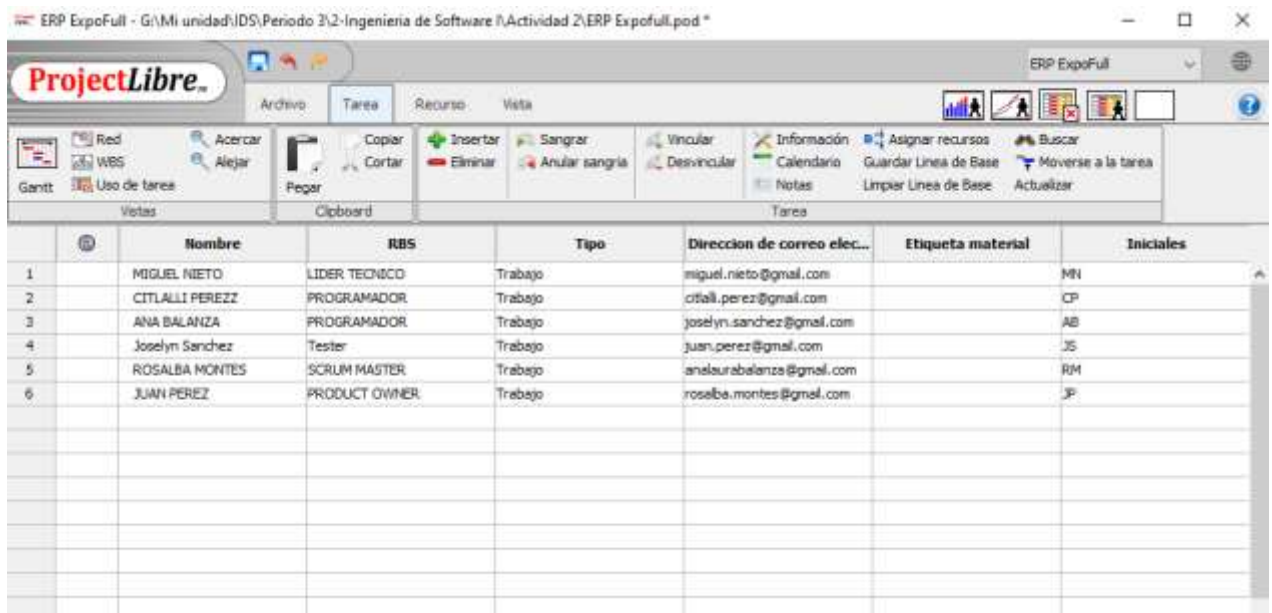 ERP ExpoFull - G:\Mi unidad\IDS\Periodo 3\2-Ingenieria de Software I\Actividad 2\ERP Expofull.pod *
ProjectLibre
ERP ExpoFull
Archivo Tarea Recurso Vista
Red Acercar Copiar Insertar Sangrar Vincular Información Asignar recursos Buscar
WBS Alejar Cortar Eliminar Anular sangría Desvincular Calendario Guardar Linea de Base Moverse a la tarea
Gantt Uso de tarea Pegar Notas Limpiar Linea de Base Actualizar
Vistas Clipboard Tarea
Nombre RBS Tipo Direccion de correo elec... Etiqueta material Iniciales
1 MIGUEL NIETO LIDER TECNICO Trabajo miguel.nieto@gmail.com MN
2 CITLALLI PEREZZ PROGRAMADOR Trabajo citlali.perez@gmail.com CP
3 ANA BALANZA PROGRAMADOR Trabajo joselyn.sanchez@gmail.com AB
4 Joselyn Sanchez Tester Trabajo juan.perez@gmail.com JS
5 ROSALBA MONTES SCRUM MASTER Trabajo analaurabalanza@gmail.com RM
6 JUAN PEREZ PRODUCT OWNER Trabajo rosalba.montes@gmail.com JP